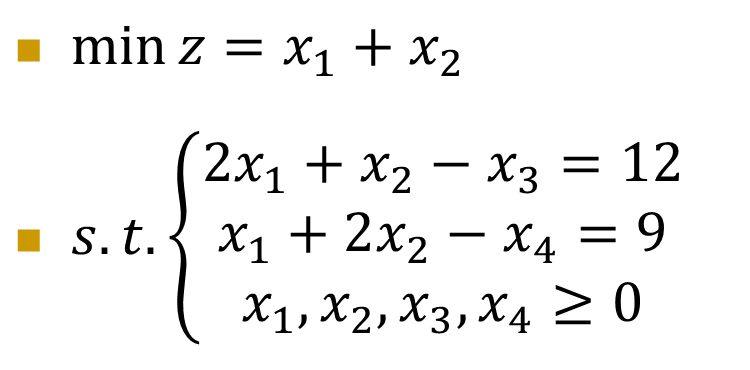 ▪ min z = x₁ + x₂
▪ s.t. { 2x₁ + x₂ − x₃ = 12
x₁ + 2x₂ − x₄ = 9
x₁, x₂, x₃, x₄ ≥ 0